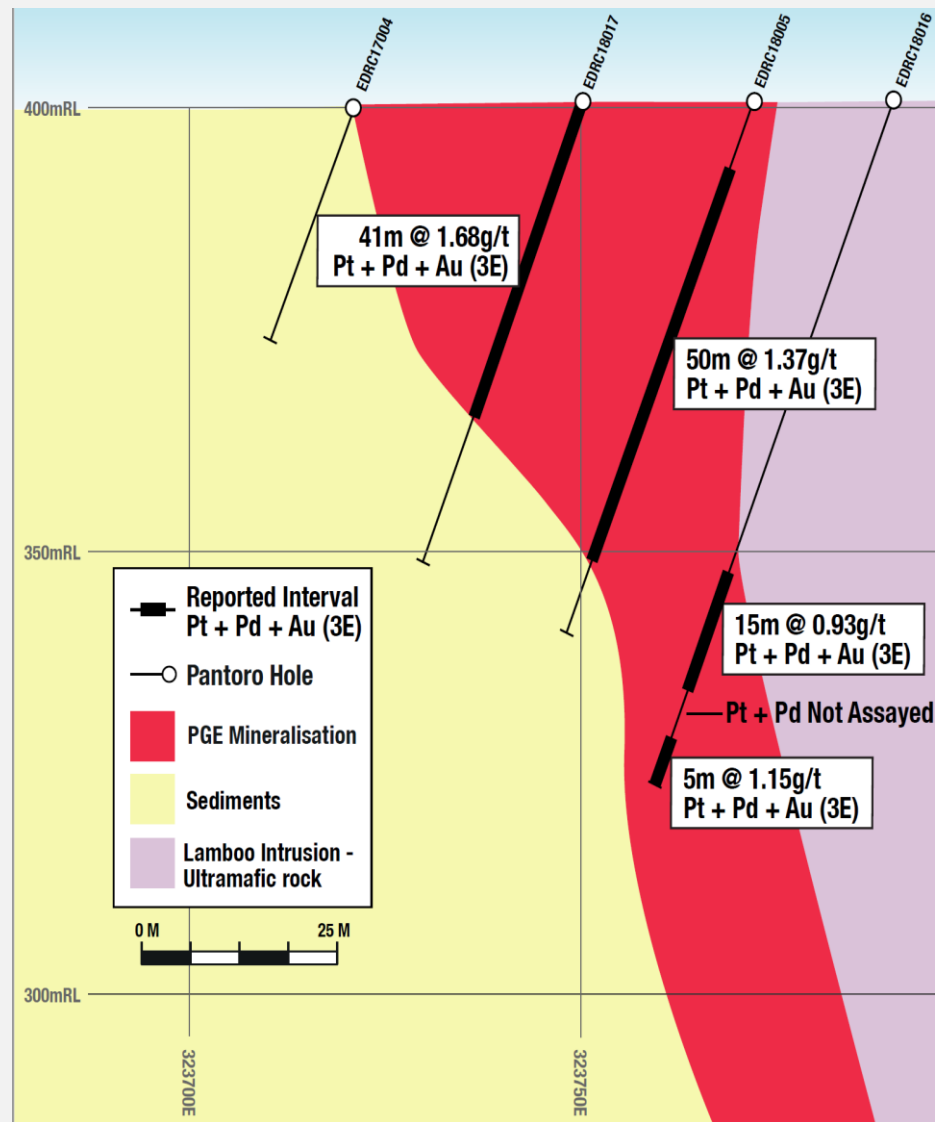 EDRC17004
EDRC18017
EDRC18005
EDRC18016
400mRL
41m @ 1.68g/t
Pt + Pd + Au (3E)
50m @ 1.37g/t
Pt + Pd + Au (3E)
350mRL
Reported Interval
Pt + Pd + Au (3E)
Pantoro Hole
PGE Mineralisation
Sediments
Lamboo Intrusion -
Ultramafic rock
15m @ 0.93g/t
Pt + Pd + Au (3E)
Pt + Pd Not Assayed
5m @ 1.15g/t
Pt + Pd + Au (3E)
0 M
25 M
300mRL
323700E
323750E